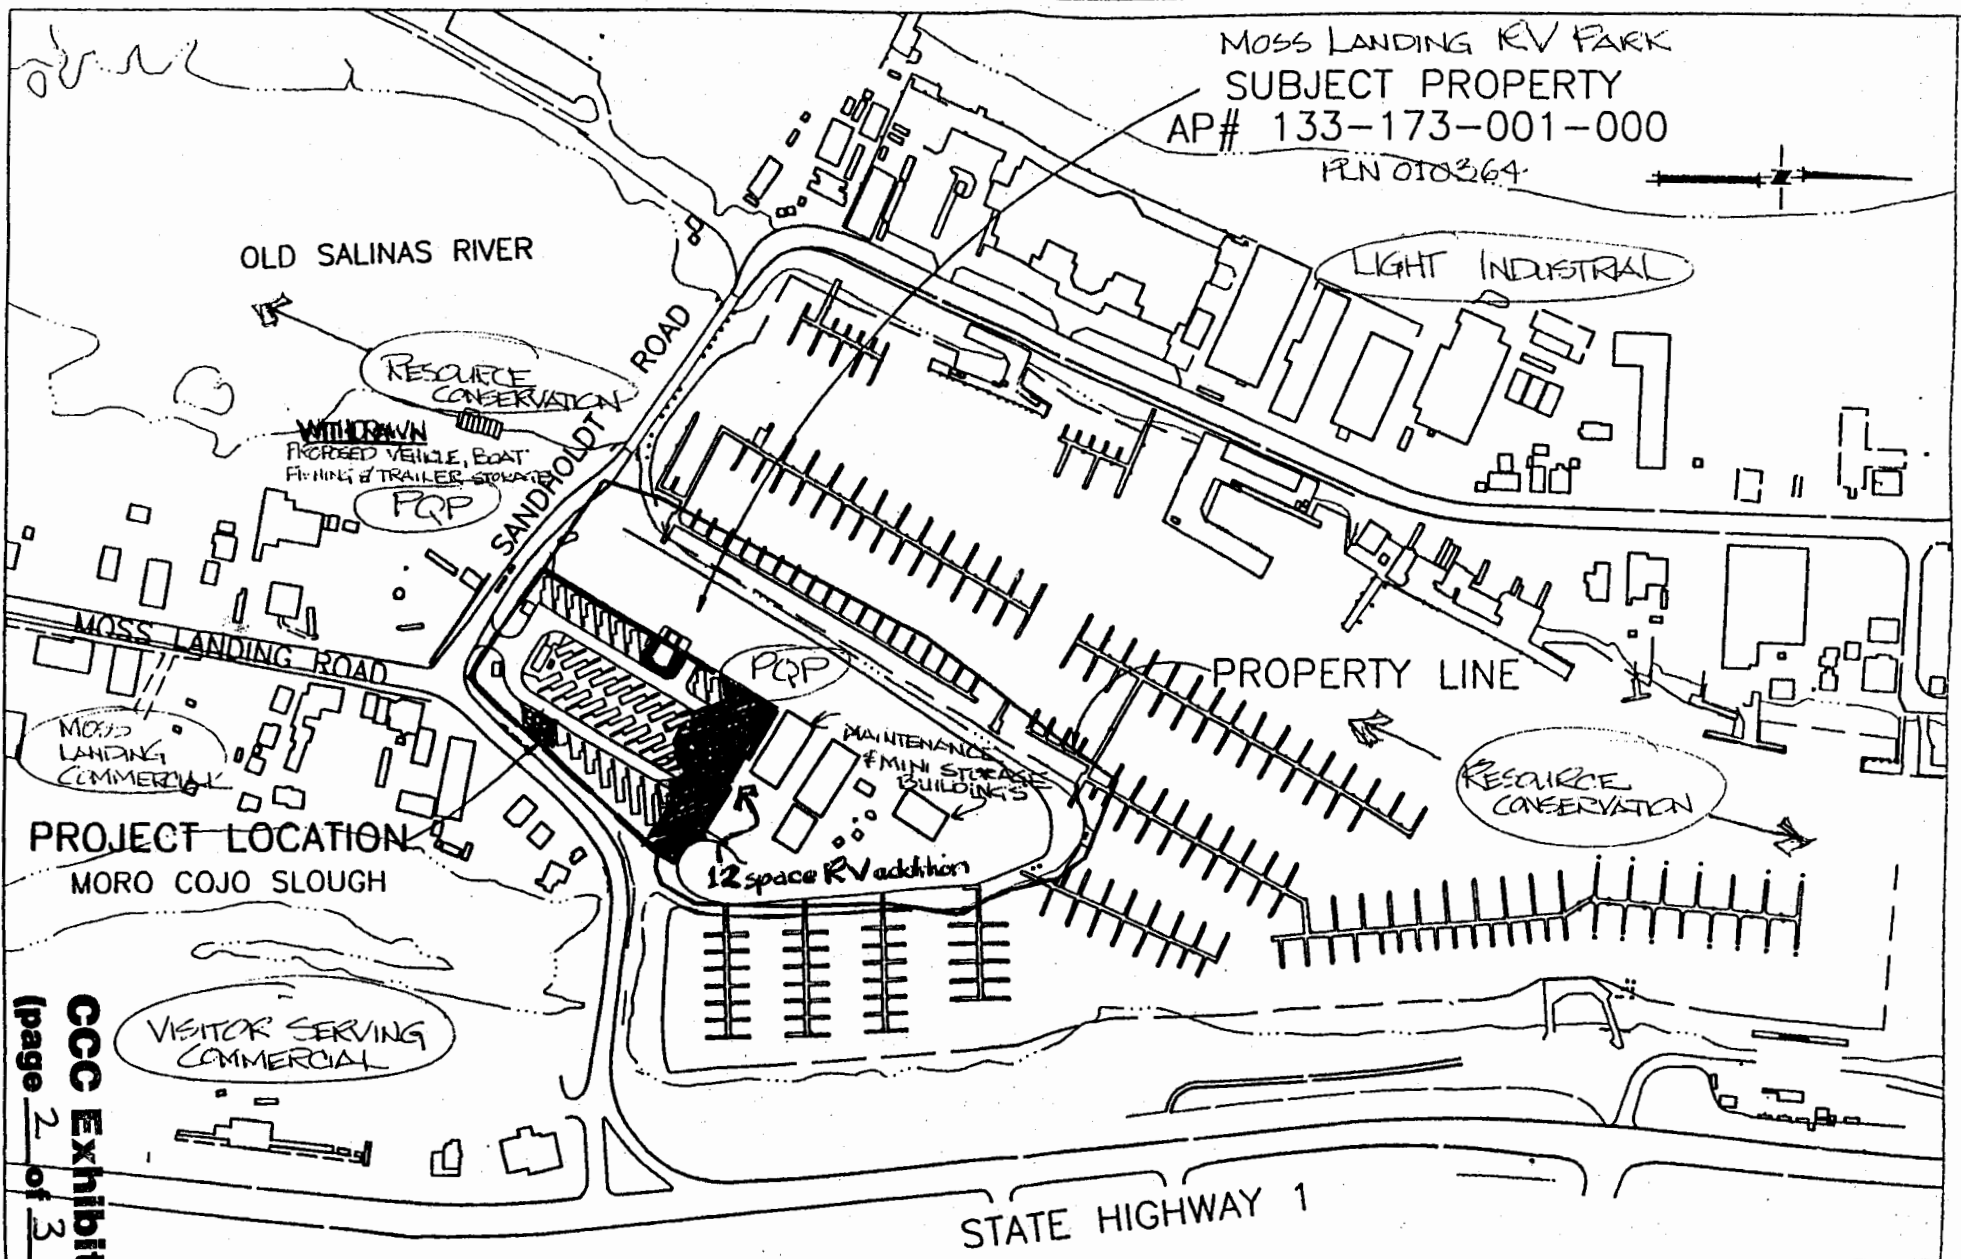 MOSS LANDING RV PARK
SUBJECT PROPERTY
AP# 133-173-001-000
PLN 010364
N
LIGHT INDUSTRIAL
OLD SALINAS RIVER
RESOURCE
CONSERVATION
SANDHOLDT ROAD
WITHDRAWN
PROPOSED VEHICLE, BOAT
& TRAILER STORAGE
PQP
MOSS LANDING ROAD
PQP
PROPERTY LINE
MAINTENANCE
& MINI STORAGE
BUILDINGS
MOSS
LANDING
COMMERCIAL
RESOURCE
CONSERVATION
PROJECT LOCATION
MORO COJO SLOUGH
12 space RV addition
VISITOR SERVING
COMMERCIAL
STATE HIGHWAY 1
CCC Exhibit
(page 2 of 3